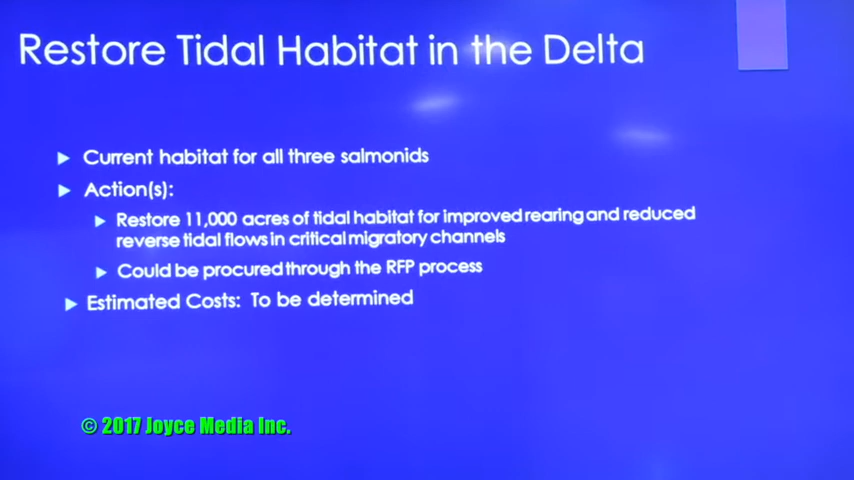 Restore Tidal Habitat in the Delta
Current habitat for all three salmonids
Action(s):
Restore 11,000 acres of tidal habitat for improved rearing and reduced
reverse tidal flows in critical migratory channels
Could be procured through the RFP process
Estimated Costs: To be determined
© 2017 Joyce Media Inc.